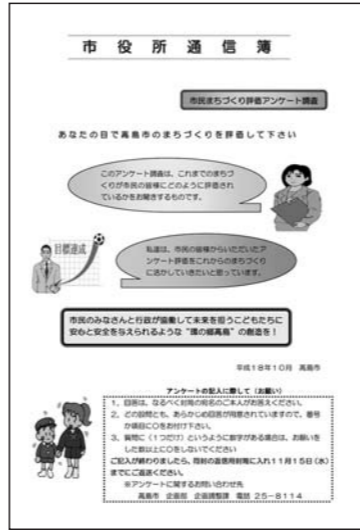 市役所通信簿
市民まちづくり評価アンケート調査
あなたの目で高島市のまちづくりを評価して下さい
このアンケート調査は、これまでのまちづ
くりが市民の皆様にどのように評価され
ているかをお聞きするものです。
目標達成
私達は、市民の皆様からいただいたア
ンケート評価をこれからのまちづくり
に活かしていきたいと思っています。
市民のみなさんと行政が協働して未来を担うこどもたちに
安心と安全を与えられるような“環の郷高島”の創造を！
平成18年10月 高島市
アンケートの記入に際して（お願い）
1．回答は、なるべく封筒の宛名のご本人がお答えください。
2．どの設問とも、あらかじめ回答が用意されていますので、番号
か項目に○をお付け下さい。
3．質問に（1つだけ）というように数字がある場合は、お願いを
した数以上に○をしないでください
ご記入が終わりましたら、同封の返信用封筒に入れ11月15日（水）
までにご返送ください。
※アンケートに関するお問い合わせ先
高島市 企画部 企画調整課 電話 25－8114